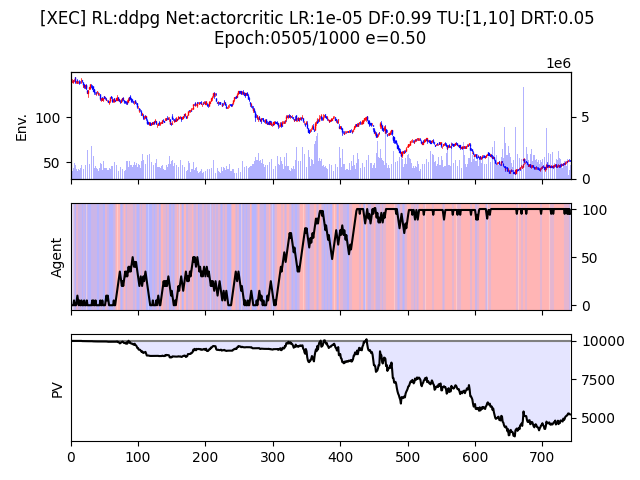 [XEC] RL:ddpg Net:actorcritic LR:1e-05 DF:0.99 TU:[1,10] DRT:0.05
Epoch:0505/1000 e=0.50
1e6
Env.
100
50
5
0
Agent
100
50
0
PV
10000
7500
5000
0 100 200 300 400 500 600 700